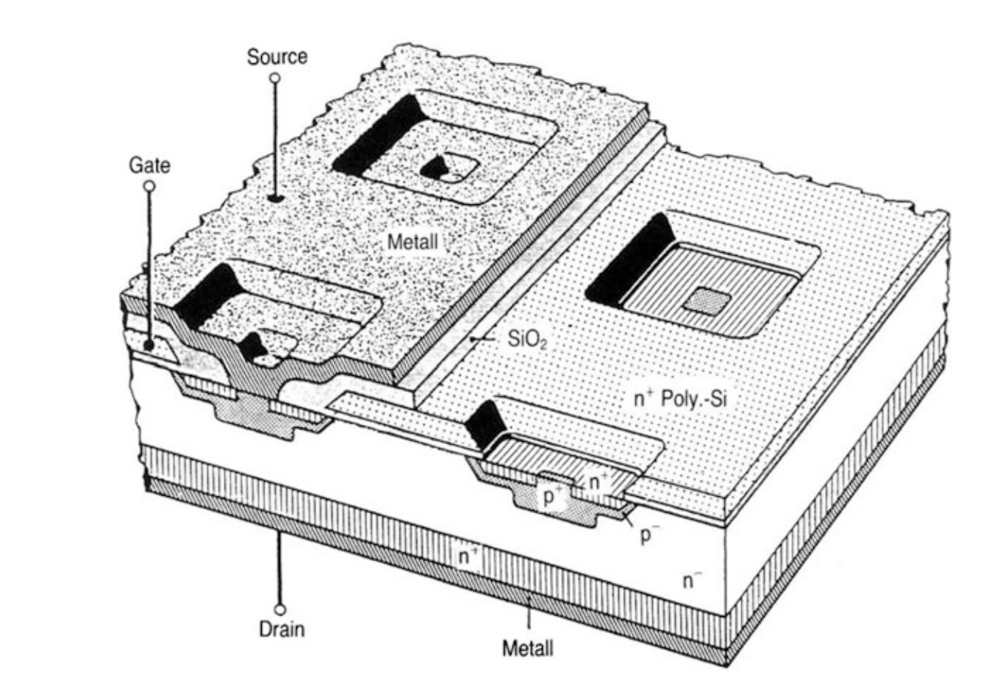 Source
Gate
Metall
SiO₂
n⁺ Poly.-Si
n⁺
p⁺
p⁻
n⁺
n⁻
Drain
Metall